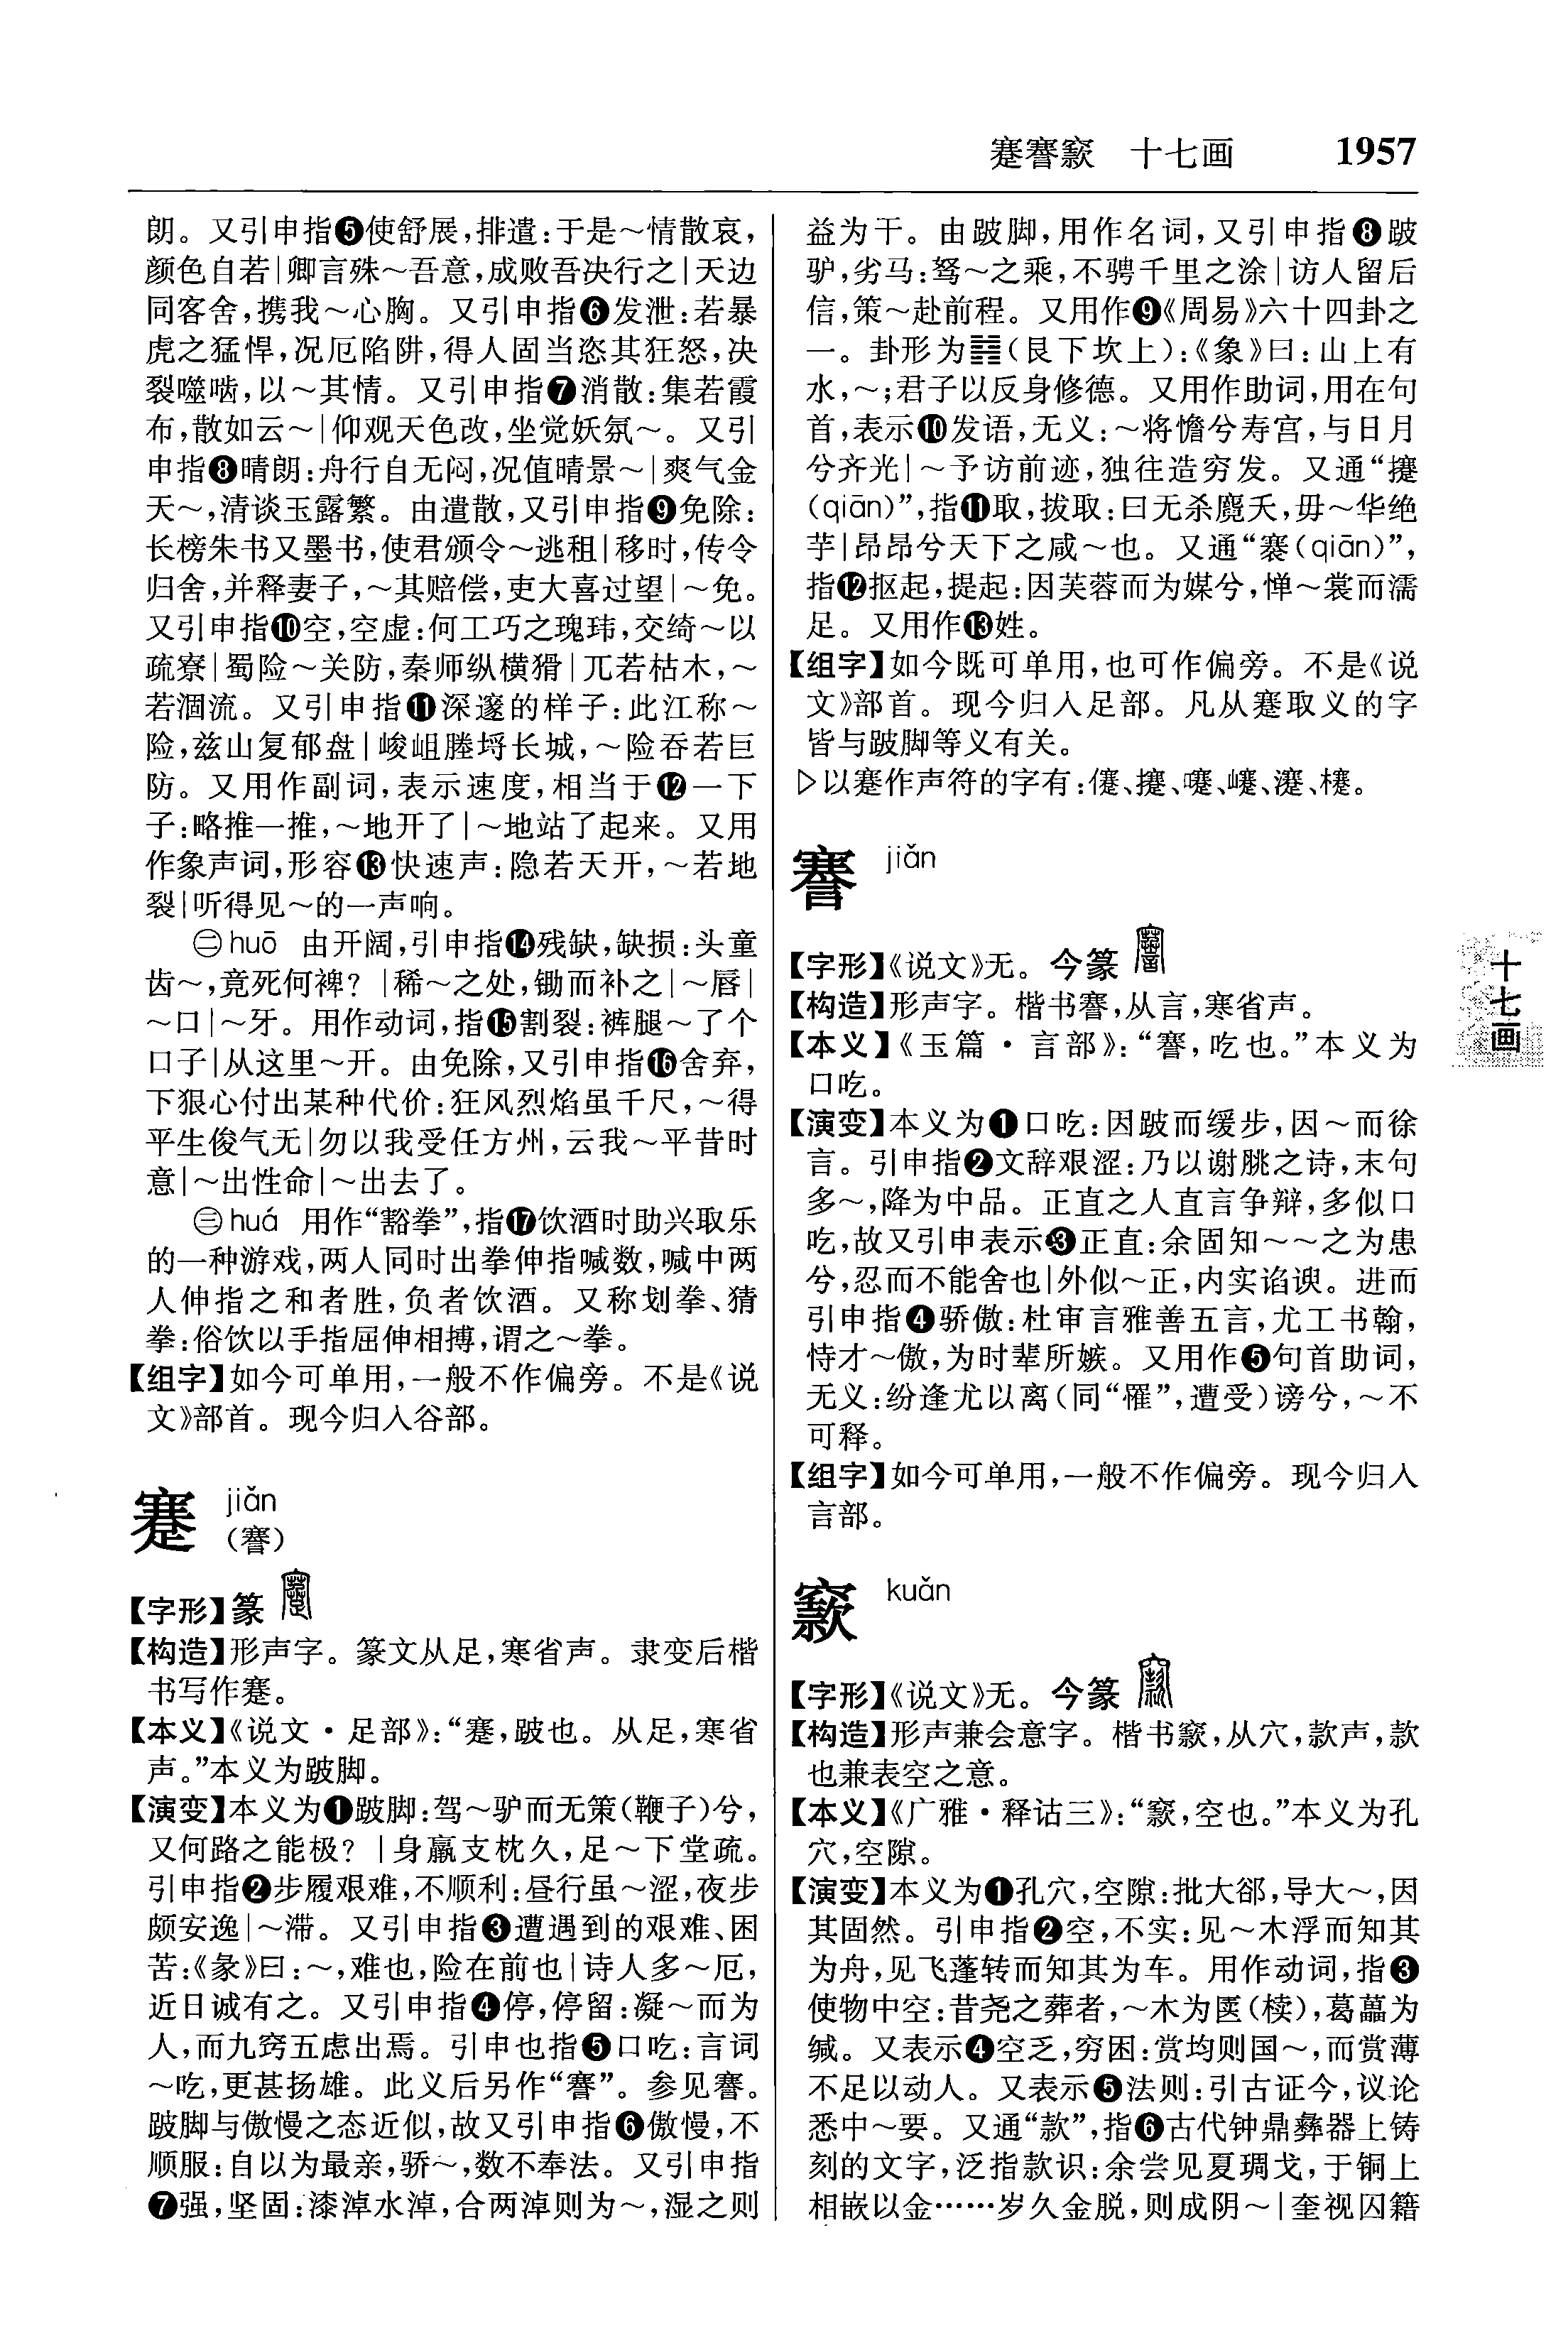 蹇謇窾　十七画　1957
朗。又引申指❺使舒展,排遣:于是～情散哀,
颜色自若|卿言殊～吾意,成败吾决行之|天边
同客舍,携我～心胸。又引申指❻发泄:若暴
虎之猛悍,况厄陷阱,得人固当恣其狂怒,决
裂噬啮,以～其情。又引申指❼消散:集若霞
布,散如云～|仰观天色改,坐觉妖氛～。又引
申指❽晴朗:舟行自无闷,况值晴景～|爽气金
天～,清谈玉露繁。由遣散,又引申指❾免除:
长榜朱书又墨书,使君颁令～逃租|移时,传令
归舍,并释妻子,～其赔偿,吏大喜过望|～免。
又引申指❿空,空虚:何工巧之瑰玮,交绮～以
疏寮|蜀险～关防,秦师纵横猾|兀若枯木,～
若涸流。又引申指⓫深邃的样子:此江称～
险,兹山复郁盘|峻岨塍埒长城,～险吞若巨
防。又用作副词,表示速度,相当于⓬一下
子:略推一推,～地开了|～地站了起来。又用
作象声词,形容⓭快速声:隐若天开,～若地
裂|听得见～的一声响。
㊁huō　由开阔,引申指⓮残缺,缺损:头童
齿～,竟死何裨?|稀～之处,锄而补之|～唇|
～口|～牙。用作动词,指⓯割裂:裤腿～了个
口子|从这里～开。由免除,又引申指⓰舍弃,
下狠心付出某种代价:狂风烈焰虽千尺,～得
平生俊气无|勿以我受任方州,云我～平昔时
意|～出性命|～出去了。
㊂huá　用作“豁拳”,指⓱饮酒时助兴取乐
的一种游戏,两人同时出拳伸指喊数,喊中两
人伸指之和者胜,负者饮酒。又称划拳、猜
拳:俗饮以手指屈伸相搏,谓之～拳。
【组字】如今可单用,一般不作偏旁。不是《说
文》部首。现今归入谷部。
蹇　jiǎn
（謇）
【字形】篆
【构造】形声字。篆文从足,寒省声。隶变后楷
书写作蹇。
【本义】《说文·足部》:“蹇,跛也。从足,寒省
声。”本义为跛脚。
【演变】本义为❶跛脚:驾～驴而无策(鞭子)兮,
又何路之能极?|身羸支枕久,足～下堂疏。
引申指❷步履艰难,不顺利:昼行虽～涩,夜步
颇安逸|～滞。又引申指❸遭遇到的艰难、困
苦:《彖》曰:～,难也,险在前也|诗人多～厄,
近日诚有之。又引申指❹停,停留:凝～而为
人,而九窍五虑出焉。引申也指❺口吃:言词
～吃,更甚扬雄。此义后另作“謇”。参见謇。
跛脚与傲慢之态近似,故又引申指❻傲慢,不
顺服:自以为最亲,骄～,数不奉法。又引申指
❼强,坚固:漆淖水淖,合两淖则为～,湿之则
益为干。由跛脚,用作名词,又引申指❽跛
驴,劣马:驽～之乘,不骋千里之涂|访人留后
信,策～赴前程。又用作❾《周易》六十四卦之
一。卦形为䷦(艮下坎上):《象》曰:山上有
水,～;君子以反身修德。又用作助词,用在句
首,表示❿发语,无义:～将憺兮寿宫,与日月
兮齐光|～予访前迹,独往造穷发。又通“攓
(qiān)”,指⓫取,拔取:曰无杀麑夭,毋～华绝
芋|昂昂兮天下之咸～也。又通“褰(qiān)”,
指⓬抠起,提起:因芙蓉而为媒兮,惮～裳而濡
足。又用作⓭姓。
【组字】如今既可单用,也可作偏旁。不是《说
文》部首。现今归入足部。凡从蹇取义的字
皆与跛脚等义有关。
▷以蹇作声符的字有:㒄、攓、㘔、㠾、瀽、㰄。
謇　jiǎn
【字形】《说文》无。今篆
【构造】形声字。楷书謇,从言,寒省声。
【本义】《玉篇·言部》:“謇,吃也。”本义为
口吃。
【演变】本义为❶口吃:因跛而缓步,因～而徐
言。引申指❷文辞艰涩:乃以谢脁之诗,末句
多～,降为中品。正直之人直言争辩,多似口
吃,故又引申表示❸正直:余固知～～之为患
兮,忍而不能舍也|外似～正,内实谄谀。进而
引申指❹骄傲:杜审言雅善五言,尤工书翰,
恃才～傲,为时辈所嫉。又用作❺句首助词,
无义:纷逢尤以离(同“罹”,遭受)谤兮,～不
可释。
【组字】如今可单用,一般不作偏旁。现今归入
言部。
窾　kuǎn
【字形】《说文》无。今篆
【构造】形声兼会意字。楷书窾,从穴,款声,款
也兼表空之意。
【本义】《广雅·释诂三》:“窾,空也。”本义为孔
穴,空隙。
【演变】本义为❶孔穴,空隙:批大郤,导大～,因
其固然。引申指❷空,不实:见～木浮而知其
为舟,见飞蓬转而知其为车。用作动词,指❸
使物中空:昔尧之葬者,～木为匮(椟),葛藟为
缄。又表示❹空乏,穷困:赏均则国～,而赏薄
不足以动人。又表示❺法则:引古证今,议论
悉中～要。又通“款”,指❻古代钟鼎彝器上铸
刻的文字,泛指款识:余尝见夏琱戈,于铜上
相嵌以金……岁久金脱,则成阴～|奎视囚籍
十七画